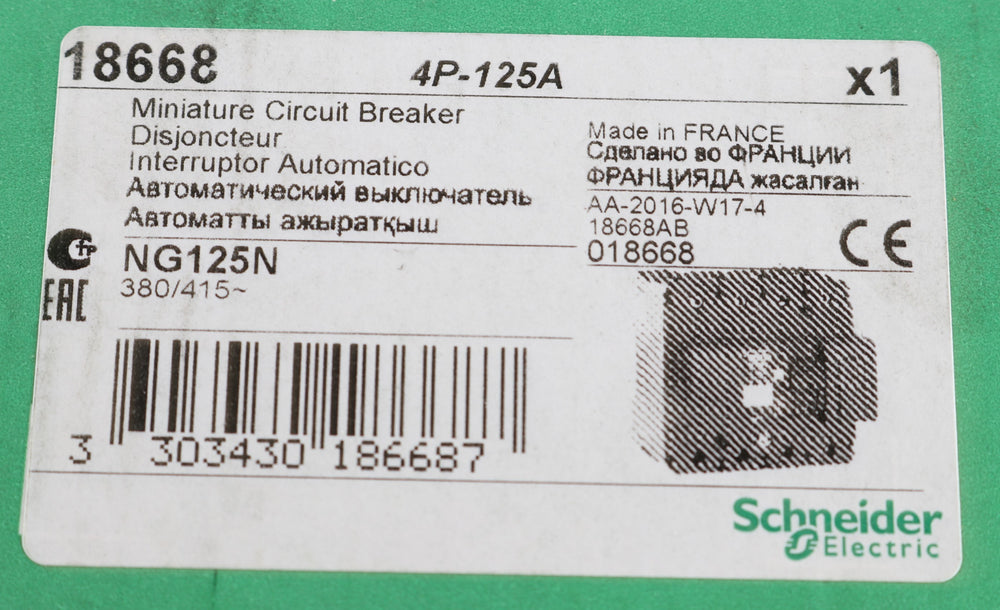 18668
4P-125A
x1
Miniature Circuit Breaker
Disjoncteur
Interruptor Automatico
Автоматический выключатель
Автоматты ажыратқыш
Made in FRANCE
Сделано во ФРАНЦИИ
ФРАНЦИЯДА жасалған
AA-2016-W17-4
18668AB
018668
CE
NG125N
380/415~
EAC
3 303430 186687
Schneider
Electric